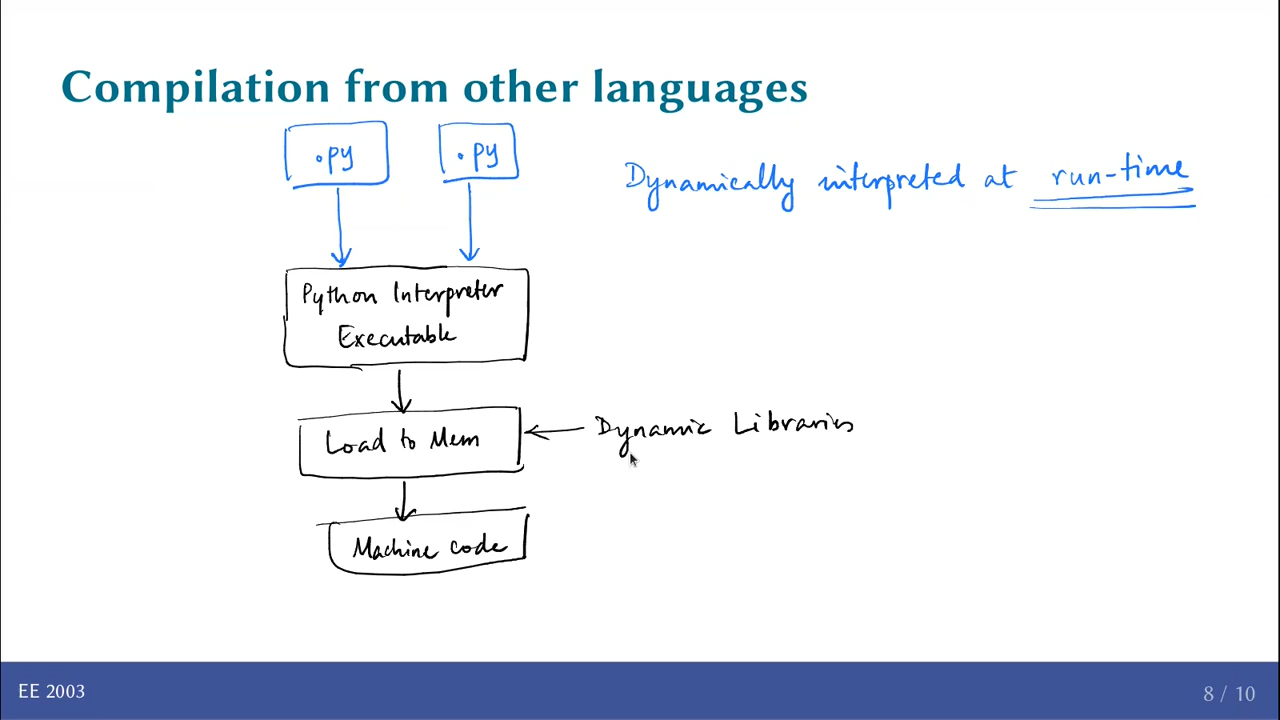 Compilation from other languages
.py
.py
Dynamically interpreted at run-time
Python Interpreter
Executable
Load to Mem
Dynamic Libraries
Machine code
EE 2003
8 / 10